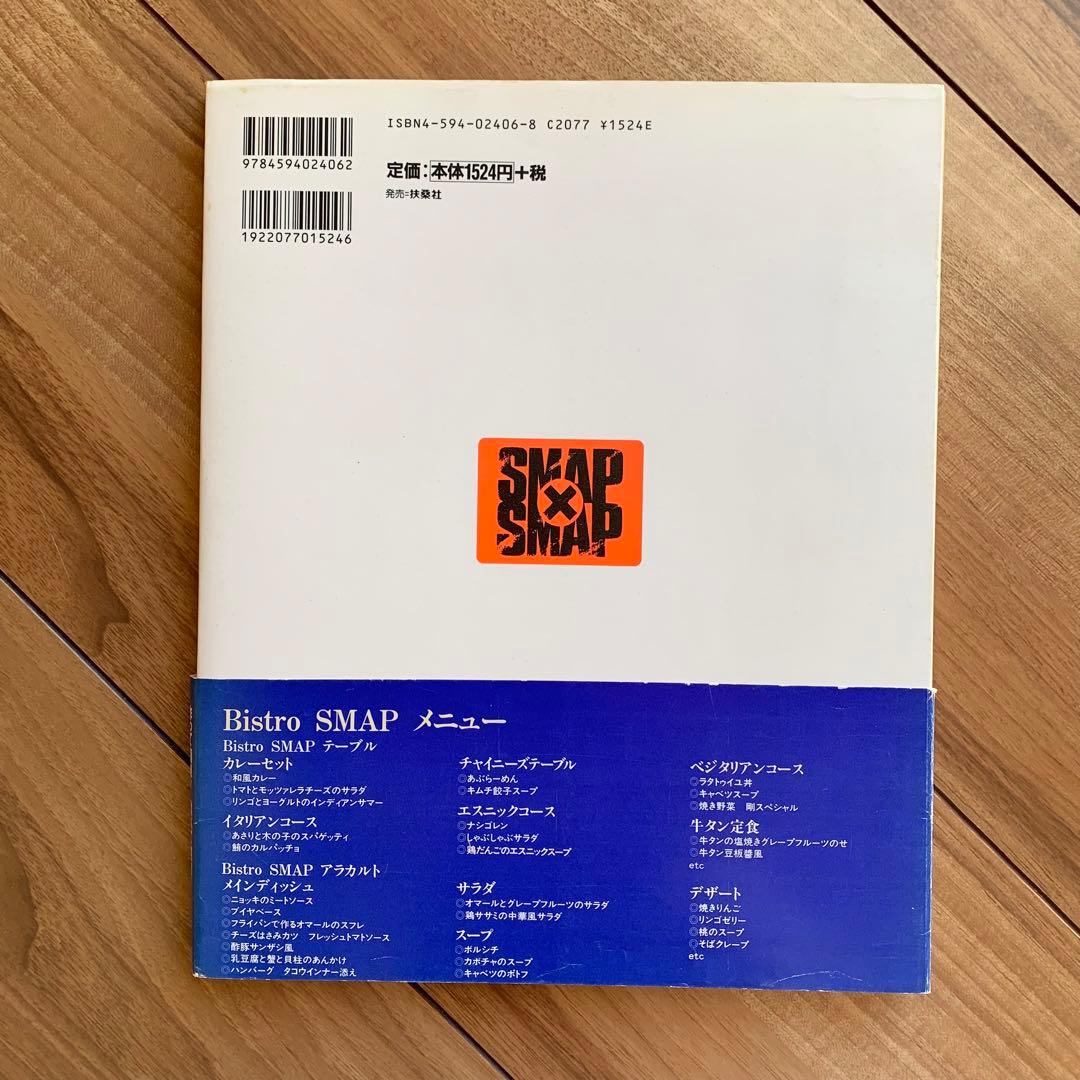 ISBN4-594-02406-8 C2077 ¥1524E
9784594024062
定価:本体1524円+税
発売=扶桑社
1922077015246
SMAP
×
SMAP
Bistro SMAP メニュー
Bistro SMAP テーブル
カレーセット
◎和風カレー
◎トマトとモッツァレラチーズのサラダ
◎リンゴとヨーグルトのインディアンサマー
イタリアンコース
◎あさりと木の子のスパゲッティ
◎鮪のカルパッチョ
チャイニーズテーブル
◎あぶらーめん
◎キムチ餃子スープ
エスニックコース
◎ナシゴレン
◎しゃぶしゃぶサラダ
◎鶏だんごのエスニックスープ
ベジタリアンコース
◎ラタトゥイユ丼
◎キャベツスープ
◎焼き野菜 剛スペシャル
牛タン定食
◎牛タンの塩焼きグレープフルーツのせ
◎牛タン豆板醬風
etc
Bistro SMAP アラカルト
メインディッシュ
◎ニョッキのミートソース
◎ブイヤベース
◎フライパンで作るオマールのスフレ
◎チーズはさみカツ フレッシュトマトソース
◎酢豚サンザシ風
◎乳豆腐と蟹と貝柱のあんかけ
◎ハンバーグ タコウインナー添え
サラダ
◎オマールとグレープフルーツのサラダ
◎鶏ササミの中華風サラダ
スープ
◎ボルシチ
◎カボチャのスープ
◎キャベツのポトフ
デザート
◎焼きりんご
◎リンゴゼリー
◎桃のスープ
◎そばクレープ
etc